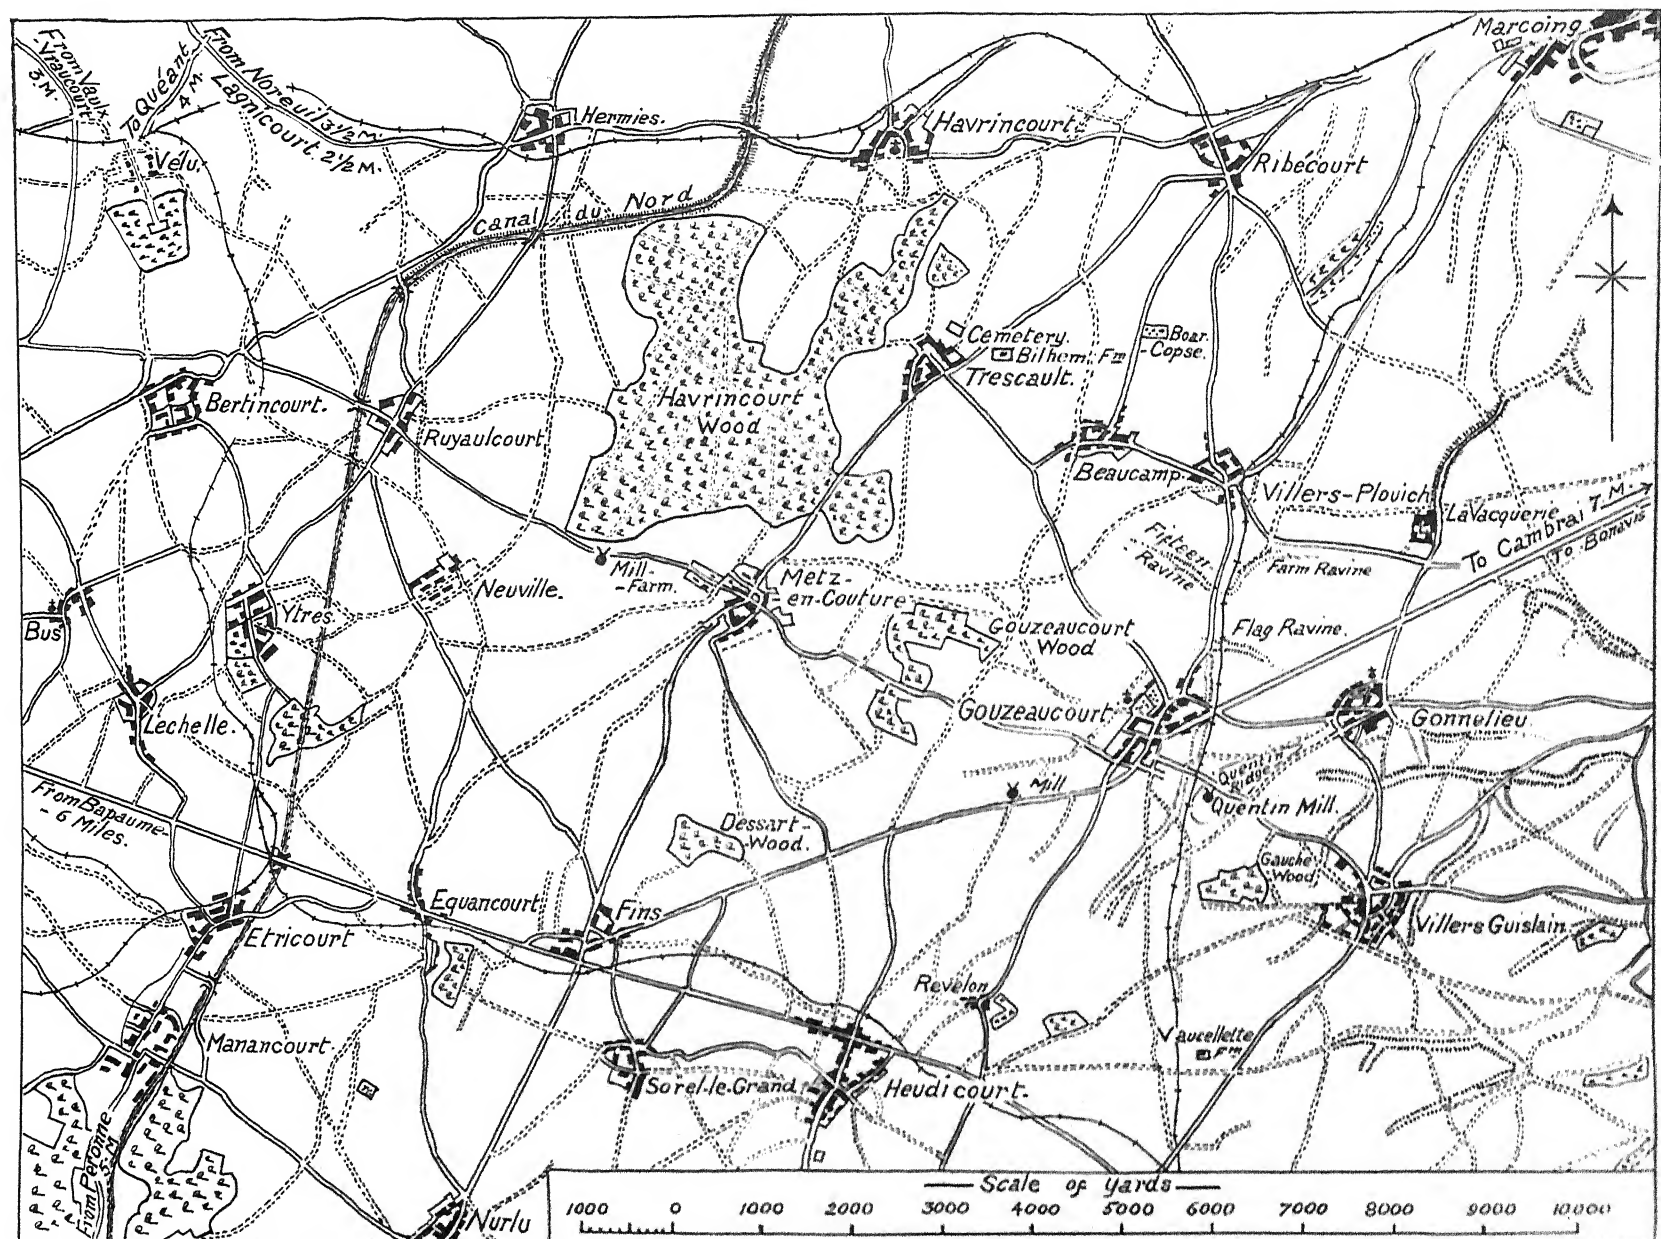 Marcoing
From Vaulx
Vraucourt
3. M.
To Quéant
4 M.
From Noreuil 3½ M.
Lagnicourt. 2½ M.
Vélu.
Hermies.
Havrincourt.
Ribécourt
Canal du Nord
Cemetery.
Bilhem. Fm
Trescault.
Boar
-Copse.
Havrincourt
Wood
Bertincourt.
Ruyaulcourt
Beaucamp.
Villers-Plouich
La Vacquerie
To Cambrai 7 M.
To Bonavis
Fifteen
Ravine
Farm Ravine
Mill-
-Farm.
Neuville.
Metz-
en-Couture
Ytres.
Bus
Gouzeaucourt
Wood
Flag Ravine.
Lechelle.
Gouzeaucourt.
Gonnelieu.
Quentin
Rdge
Quentin Mill.
Mill
From Bapaume-
- 6 Miles.
Dessart-
-Wood.
Gauche
Wood
Equancourt
Fins
Etricourt
Villers Guislain
Revelon
Manancourt.
Vaucellette
Fm
Sorel-le-Grand
Heudicourt.
From Peronne
5. M.
Nurlu
Scale of yards
1000 0 1000 2000 3000 4000 5000 6000 7000 8000 9000 10,000